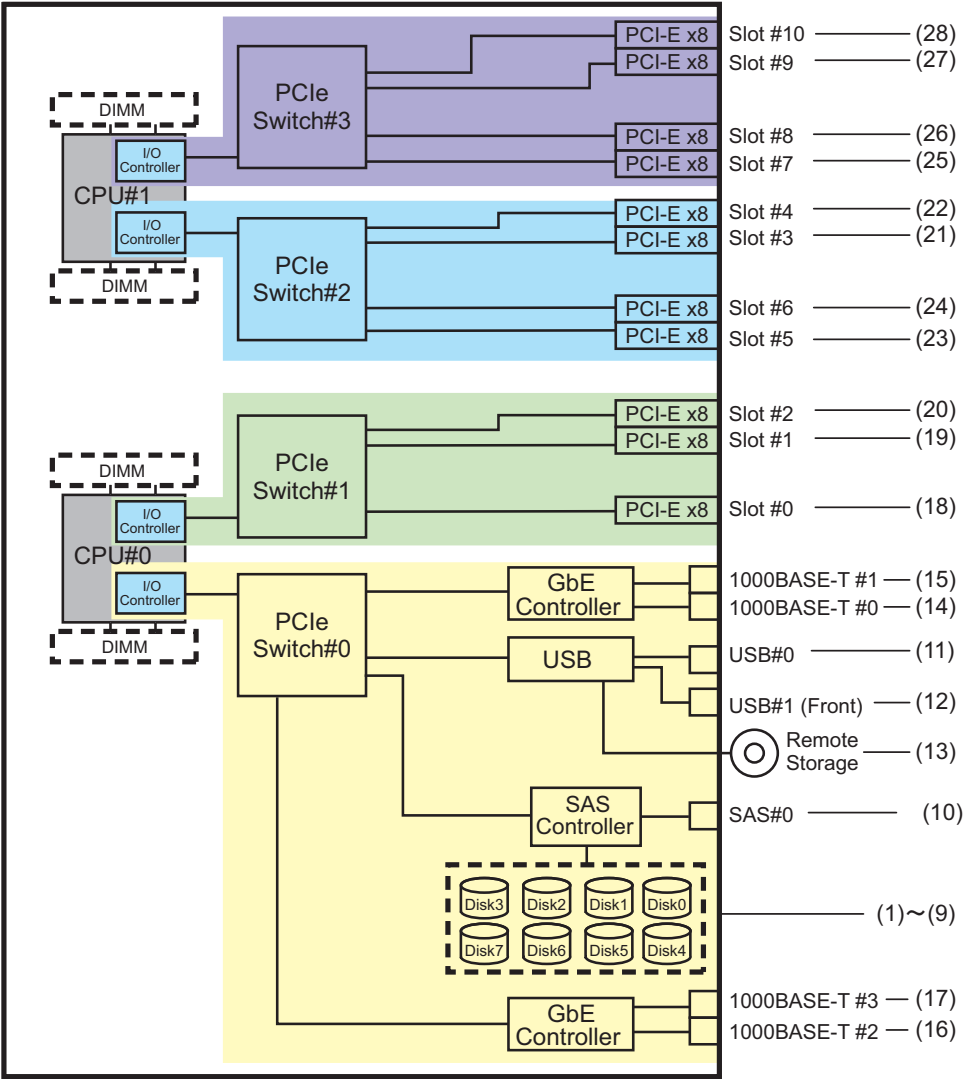 PCI-E x8 Slot #10 (28)
PCI-E x8 Slot #9 (27)
PCIe
Switch#3
DIMM
PCI-E x8 Slot #8 (26)
PCI-E x8 Slot #7 (25)
I/O
Controller
CPU#1
I/O
Controller
DIMM
PCI-E x8 Slot #4 (22)
PCI-E x8 Slot #3 (21)
PCIe
Switch#2
PCI-E x8 Slot #6 (24)
PCI-E x8 Slot #5 (23)
PCI-E x8 Slot #2 (20)
PCI-E x8 Slot #1 (19)
PCIe
Switch#1
DIMM
PCI-E x8 Slot #0 (18)
I/O
Controller
CPU#0
I/O
Controller
DIMM
PCIe
Switch#0
GbE
Controller
1000BASE-T #1 (15)
1000BASE-T #0 (14)
USB
USB#0 (11)
USB#1 (Front) (12)
Remote
Storage (13)
SAS
Controller
SAS#0 (10)
Disk3 Disk2 Disk1 Disk0
Disk7 Disk6 Disk5 Disk4
(1)～(9)
GbE
Controller
1000BASE-T #3 (17)
1000BASE-T #2 (16)